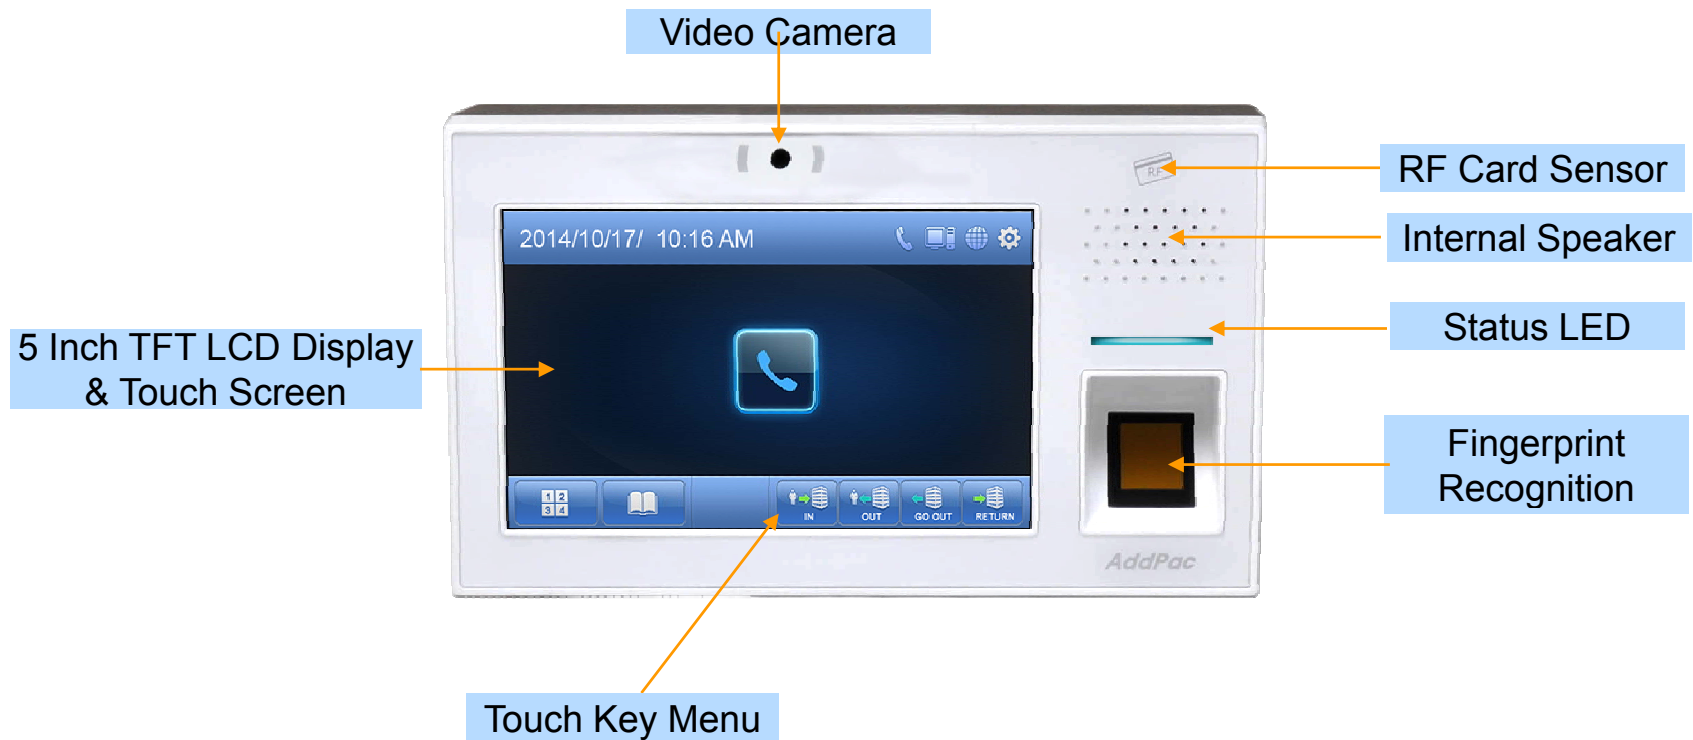 Video Camera
RF
RF Card Sensor
Internal Speaker
2014/10/17/ 10:16 AM
Status LED
5 Inch TFT LCD Display
& Touch Screen
Fingerprint
Recognition
1 2
3 4
IN
OUT
GO OUT
RETURN
AddPac
Touch Key Menu